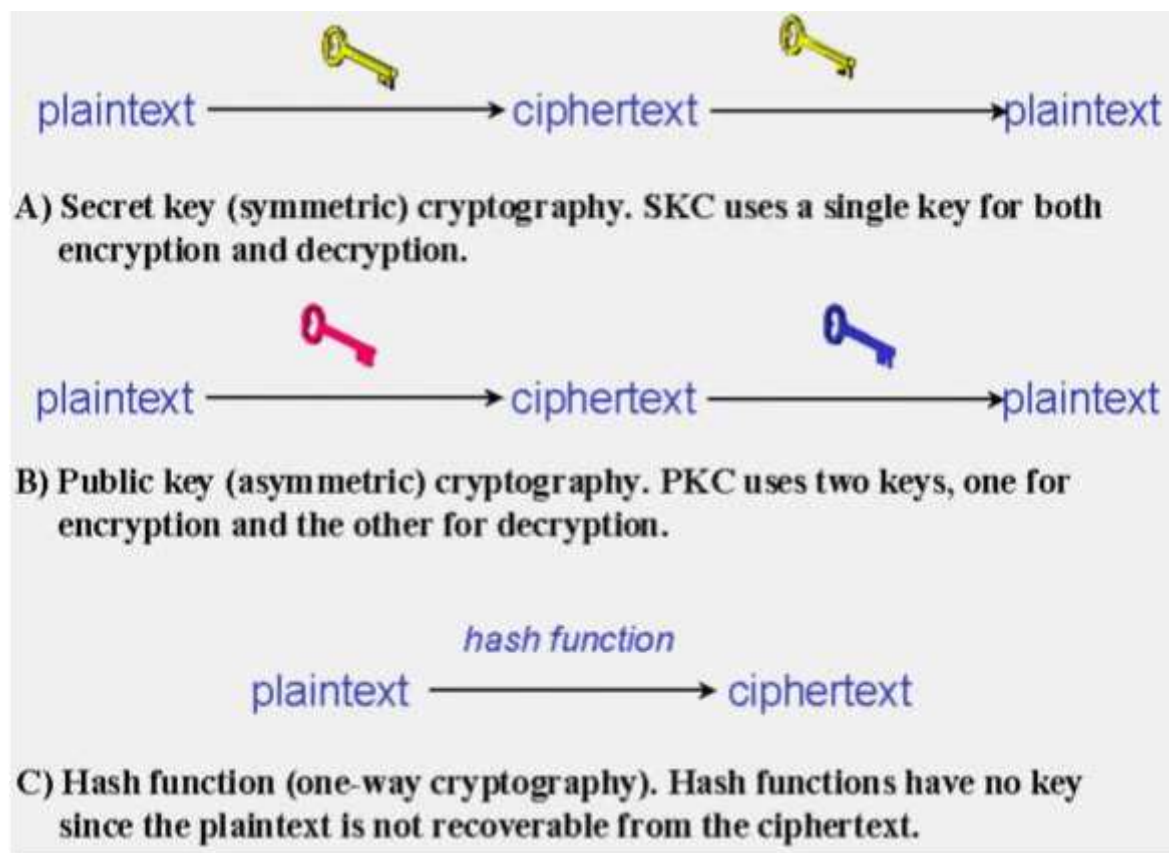 plaintext ciphertext plaintext
A) Secret key (symmetric) cryptography. SKC uses a single key for both
encryption and decryption.
plaintext ciphertext plaintext
B) Public key (asymmetric) cryptography. PKC uses two keys, one for
encryption and the other for decryption.
hash function
plaintext ciphertext
C) Hash function (one-way cryptography). Hash functions have no key
since the plaintext is not recoverable from the ciphertext.